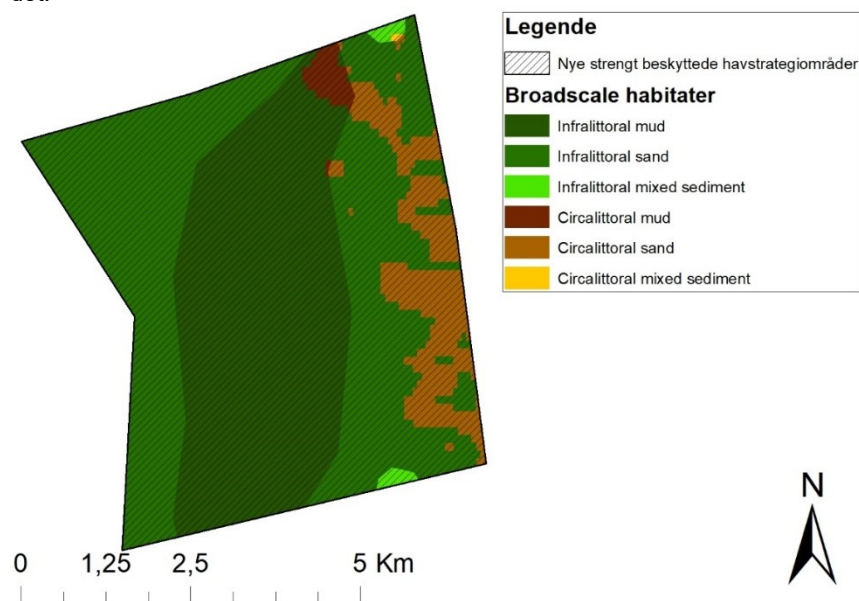 Legende
Nye strengt beskyttede havstrategiområder
Broadscale habitater
Infralittoral mud
Infralittoral sand
Infralittoral mixed sediment
Circalittoral mud
Circalittoral sand
Circalittoral mixed sediment
N
0 1,25 2,5 5 Km